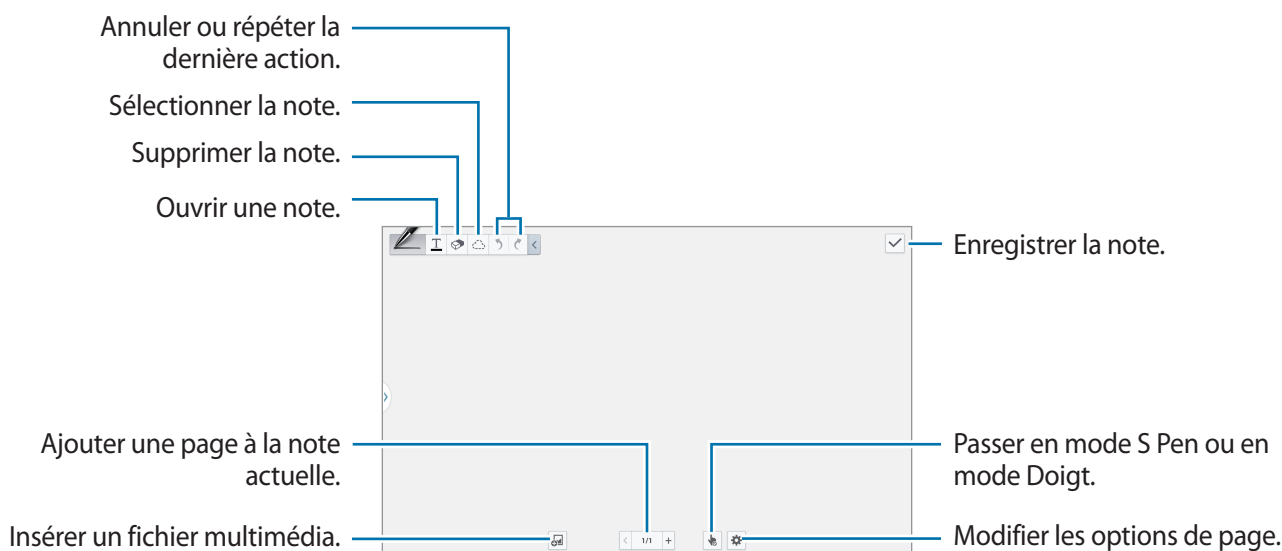 Annuler ou répéter la
dernière action.
Sélectionner la note.
Supprimer la note.
Ouvrir une note.
T
Enregistrer la note.
Ajouter une page à la note
actuelle.
Passer en mode S Pen ou en
mode Doigt.
Insérer un fichier multimédia.
< 1/1 +
Modifier les options de page.